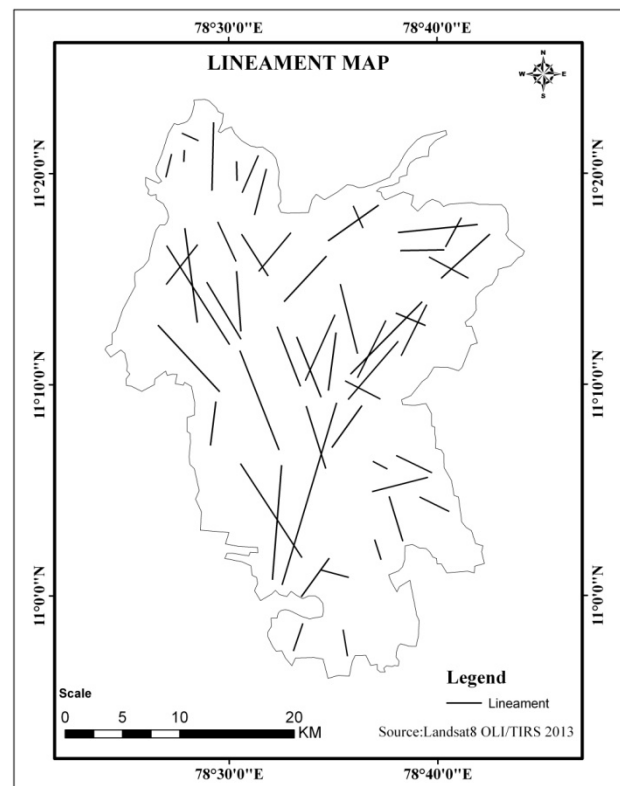 78°30'0"E 78°40'0"E
LINEAMENT MAP
N
W E
S
11°20'0"N 11°20'0"N
11°10'0"N 11°10'0"N
11°0'0"N 11°0'0"N
Legend
Lineament
Scale
0 5 10 20
KM
Source:Landsat8 OLI/TIRS 2013
78°30'0"E 78°40'0"E